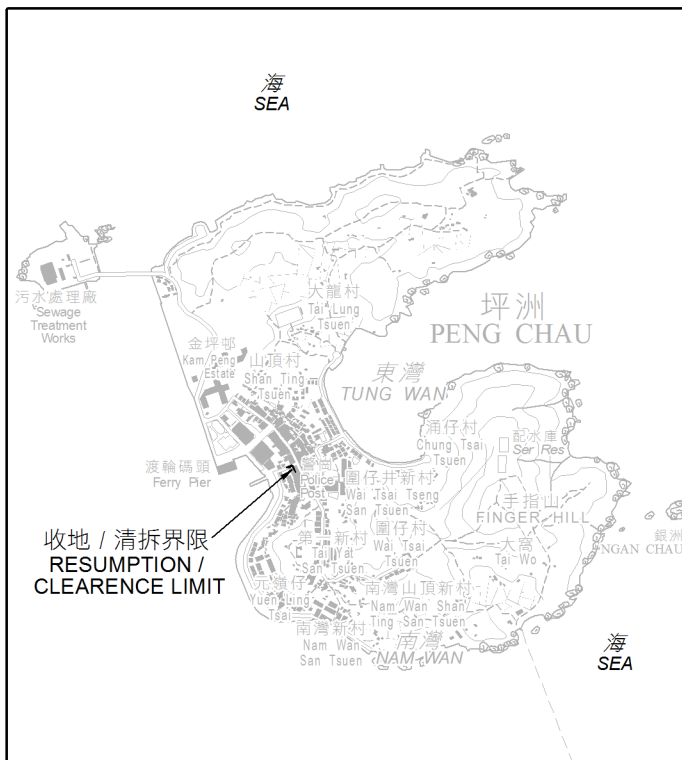 海
SEA
大龍村
Tai Lung
Tsuen
坪洲
PENG CHAU
污水處理廠
Sewage
Treatment
Works
金坪邨
Kam Peng
Estate
山頂村
Shan Ting
Tsuen
東灣
TUNG WAN
涌仔村
Chung Tsai
Tsuen
配水庫
Ser Res
渡輪碼頭
Ferry Pier
警崗
Police
Post
圍仔井新村
Wai Tsai Tseng
San Tsuen
手指山
FINGER HILL
銀洲
NGAN CHAU
收地 / 清拆界限
RESUMPTION /
CLEARENCE LIMIT
第一新村
Tai Yat
San Tsuen
圍仔村
Wai Tsai
Tsuen
大窩
Tai Wo
元嶺仔
Yuen Ling
Tsai
南灣山頂新村
Nam Wan Shan
Ting San Tsuen
南灣新村
Nam Wan
San Tsuen
南灣
NAM WAN
海
SEA